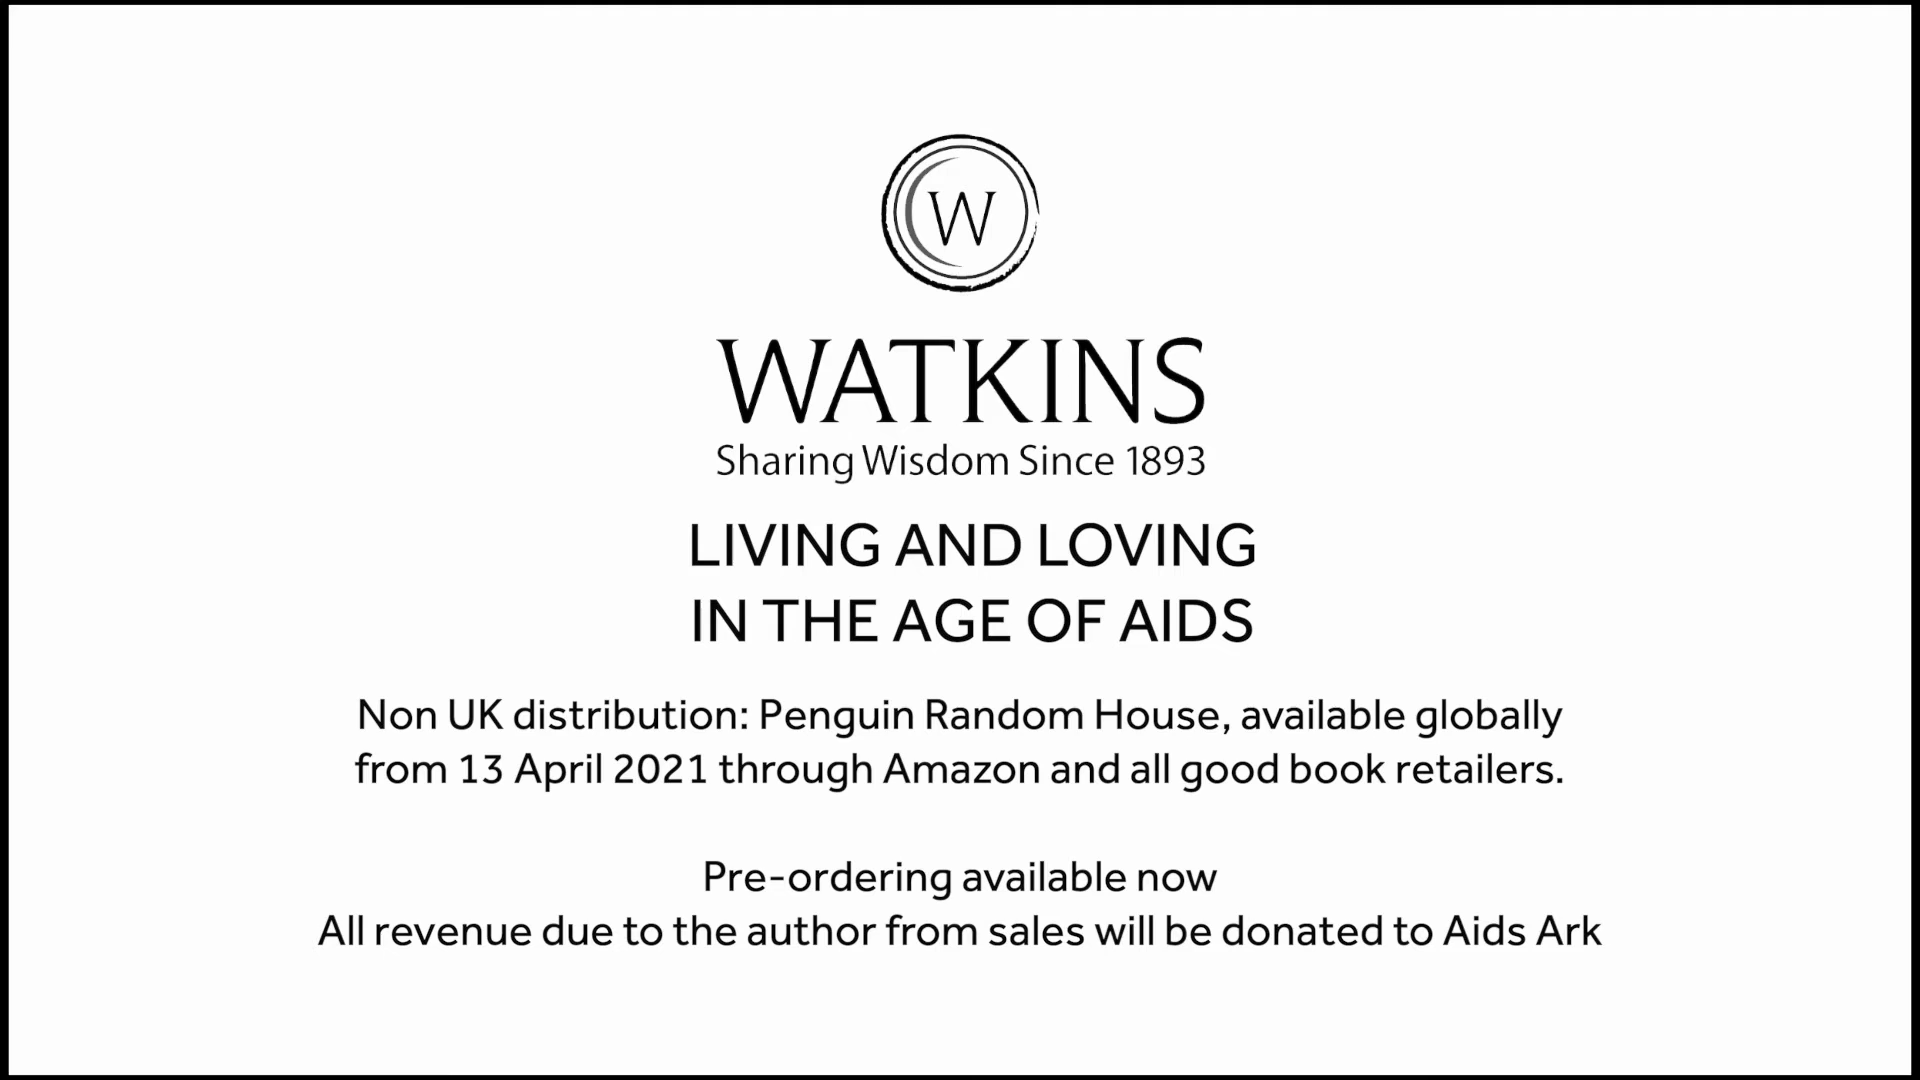 W
WATKINS
Sharing Wisdom Since 1893
LIVING AND LOVING
IN THE AGE OF AIDS
Non UK distribution: Penguin Random House, available globally
from 13 April 2021 through Amazon and all good book retailers.
Pre-ordering available now
All revenue due to the author from sales will be donated to Aids Ark